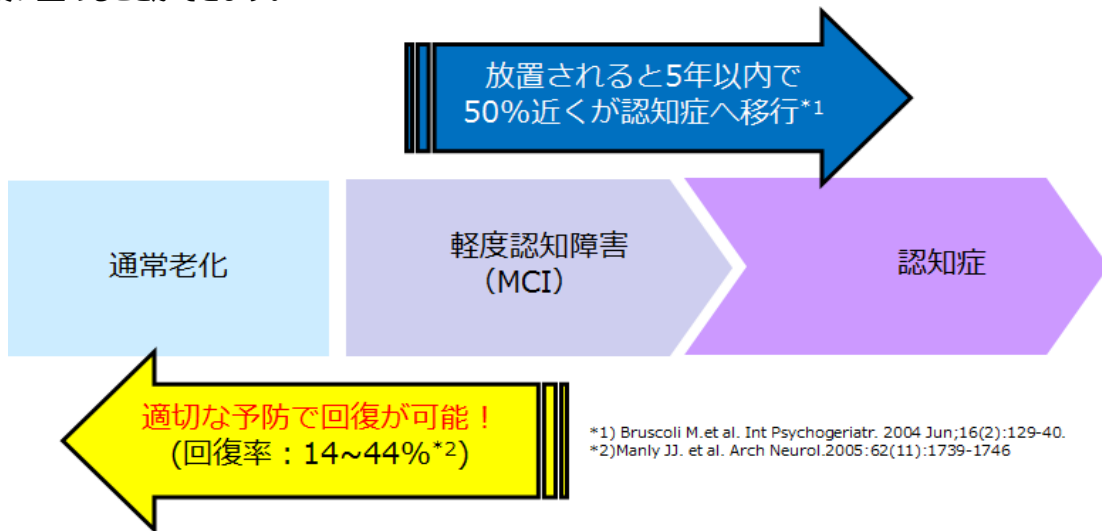 放置されると5年以内で
50%近くが認知症へ移行*1
通常老化
軽度認知障害
（MCI）
認知症
適切な予防で回復が可能！
(回復率：14~44%*2)
*1) Bruscoli M.et al. Int Psychogeriatr. 2004 Jun;16(2):129-40.
*2)Manly JJ. et al. Arch Neurol.2005:62(11):1739-1746